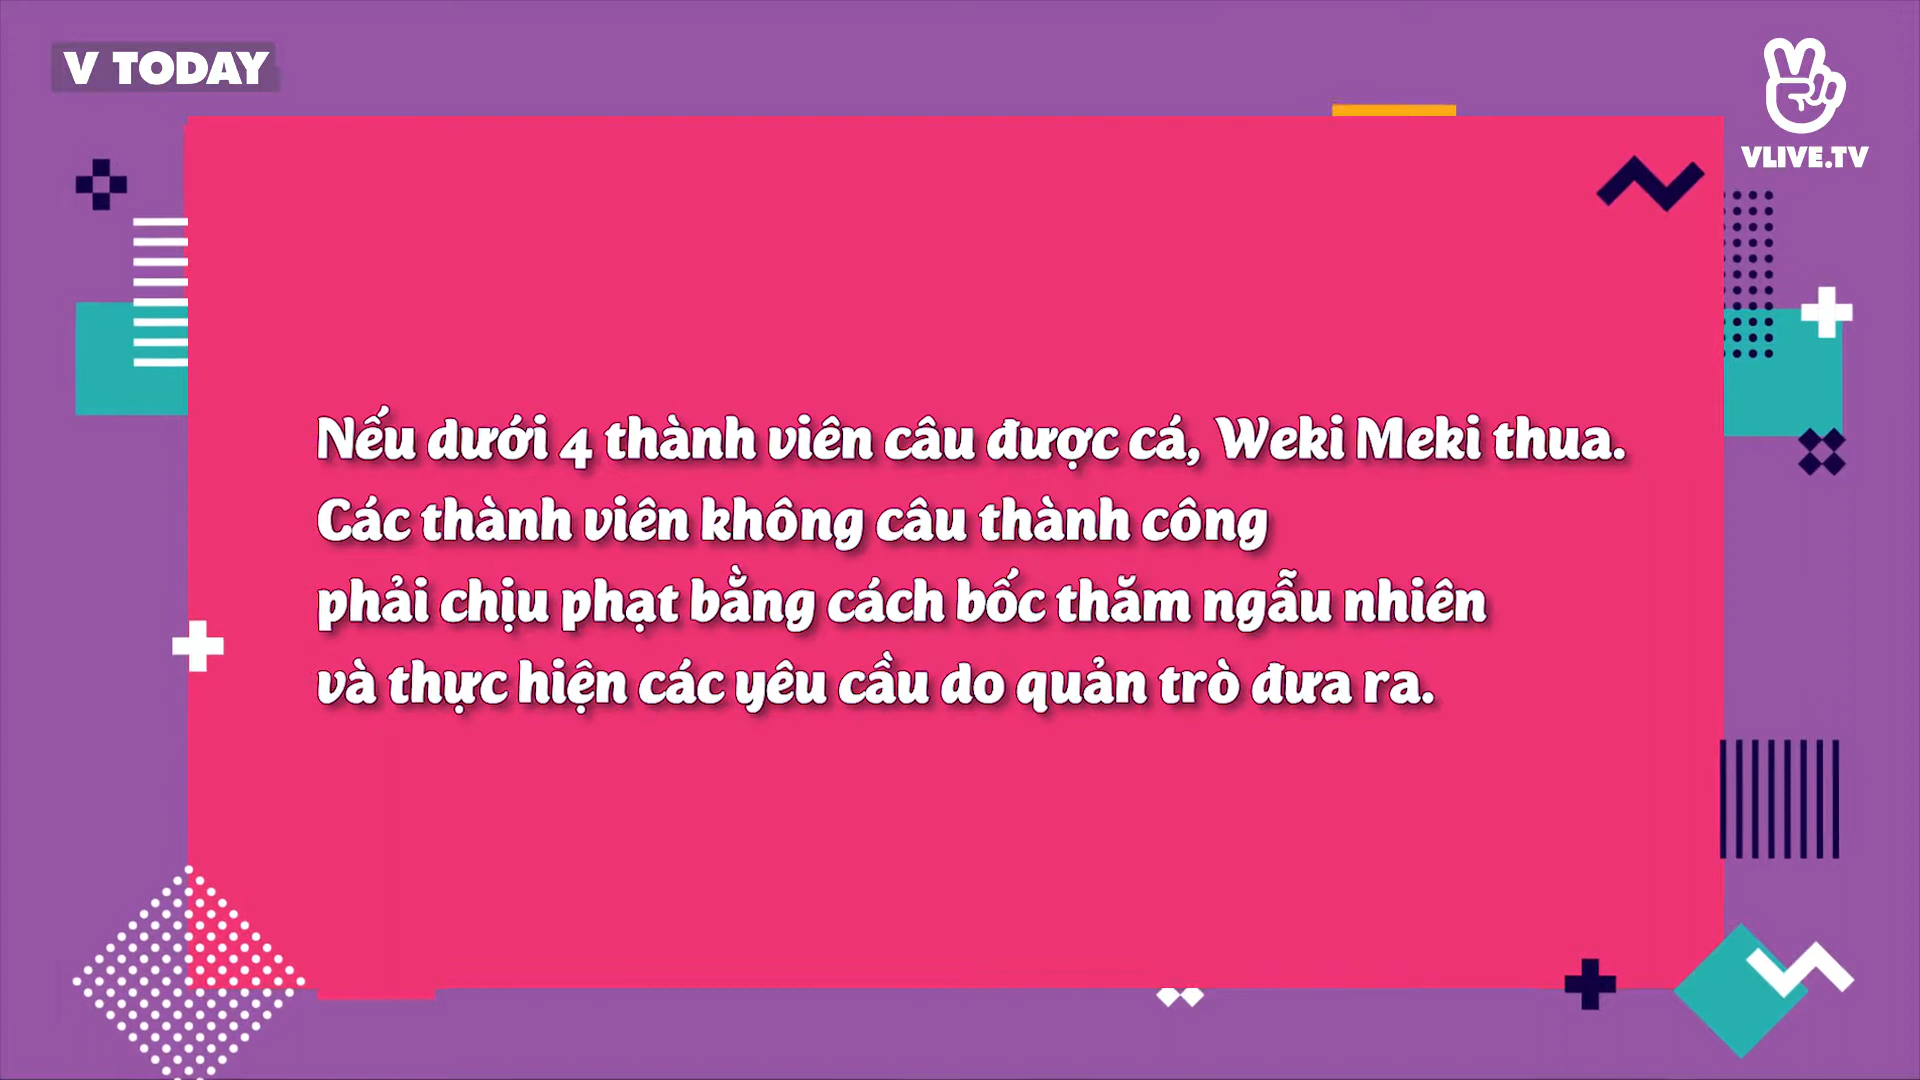 V TODAY
VLIVE.TV
Nếu dưới 4 thành viên câu được cá, Weki Meki thua.
Các thành viên không câu thành công
phải chịu phạt bằng cách bốc thăm ngẫu nhiên
và thực hiện các yêu cầu do quản trò đưa ra.